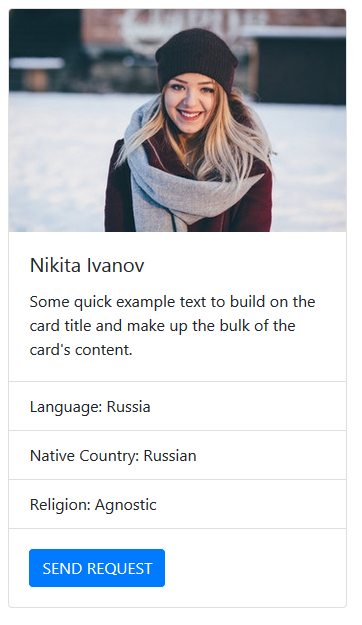 Nikita Ivanov
Some quick example text to build on the
card title and make up the bulk of the
card's content.
Language: Russia
Native Country: Russian
Religion: Agnostic
SEND REQUEST